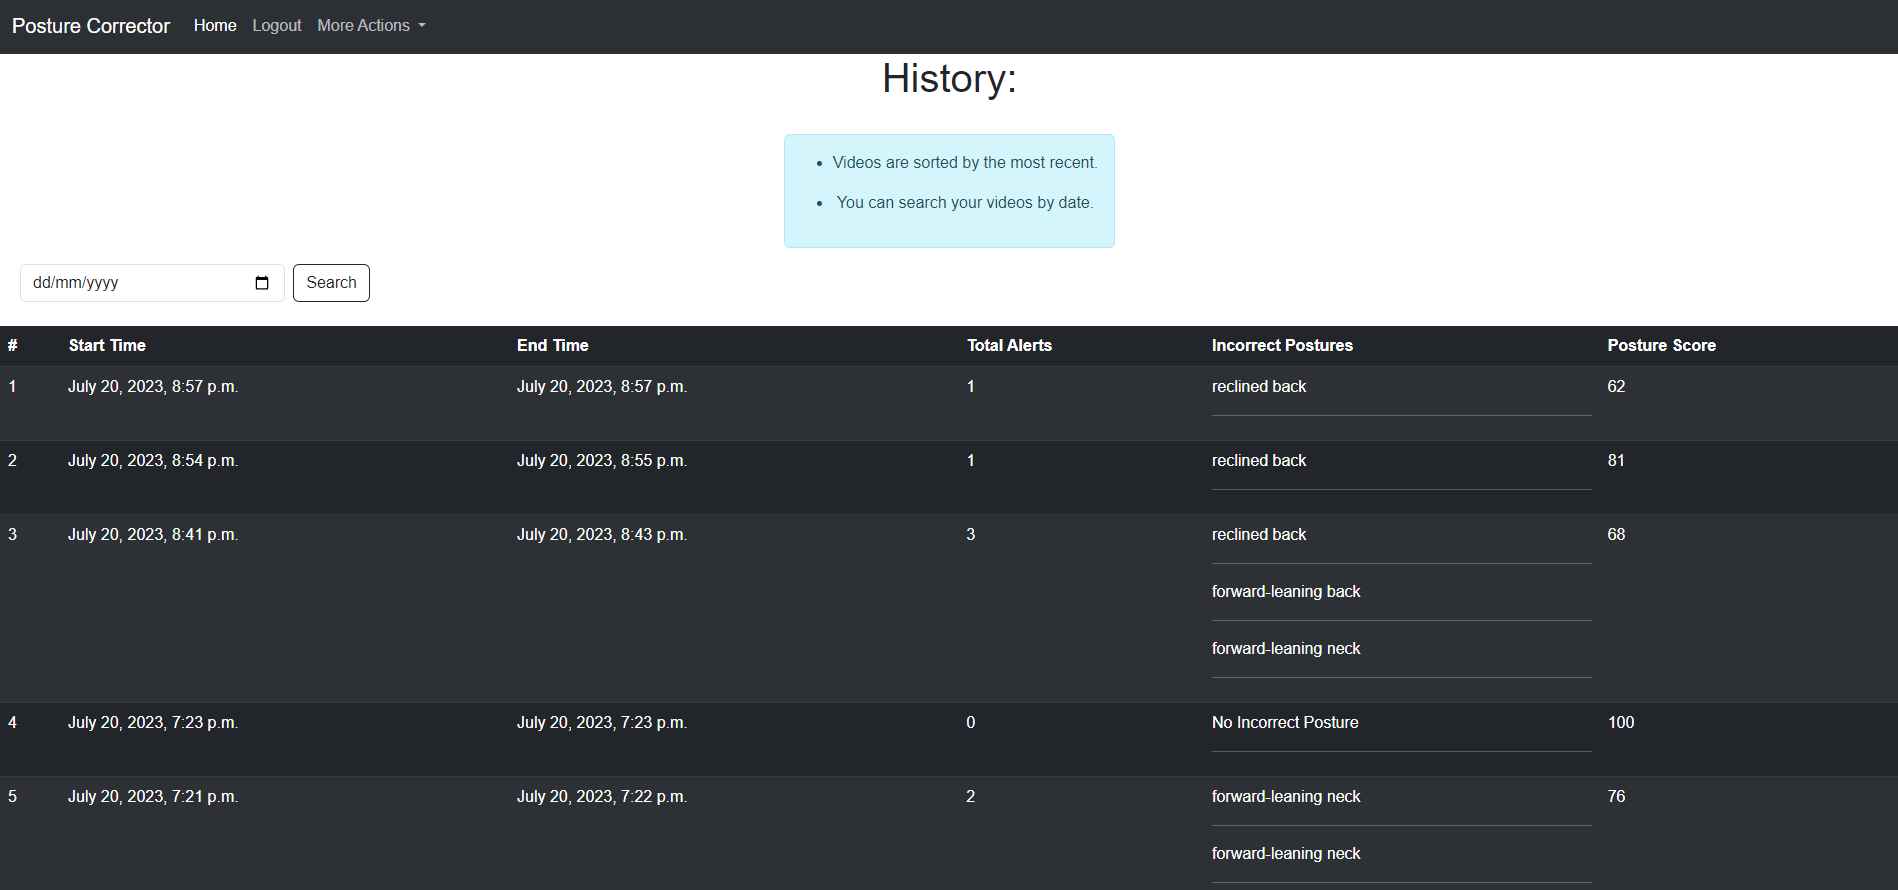 Posture Corrector Home Logout More Actions
History:
Videos are sorted by the most recent.
You can search your videos by date.
dd/mm/yyyy Search
# Start Time End Time Total Alerts Incorrect Postures Posture Score
1 July 20, 2023, 8:57 p.m. July 20, 2023, 8:57 p.m. 1 reclined back 62
2 July 20, 2023, 8:54 p.m. July 20, 2023, 8:55 p.m. 1 reclined back 81
3 July 20, 2023, 8:41 p.m. July 20, 2023, 8:43 p.m. 3 reclined back 68
forward-leaning back
forward-leaning neck
4 July 20, 2023, 7:23 p.m. July 20, 2023, 7:23 p.m. 0 No Incorrect Posture 100
5 July 20, 2023, 7:21 p.m. July 20, 2023, 7:22 p.m. 2 forward-leaning neck 76
forward-leaning neck